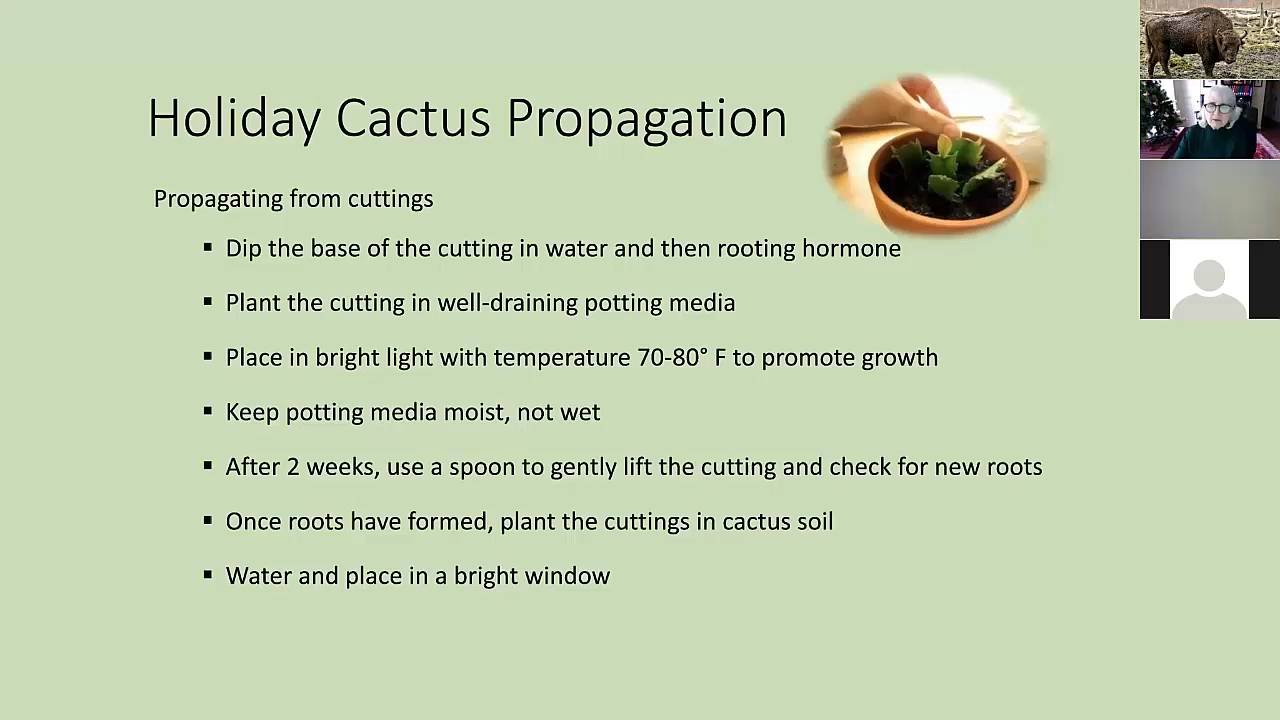 Holiday Cactus Propagation
Propagating from cuttings
▪ Dip the base of the cutting in water and then rooting hormone
▪ Plant the cutting in well-draining potting media
▪ Place in bright light with temperature 70-80° F to promote growth
▪ Keep potting media moist, not wet
▪ After 2 weeks, use a spoon to gently lift the cutting and check for new roots
▪ Once roots have formed, plant the cuttings in cactus soil
▪ Water and place in a bright window